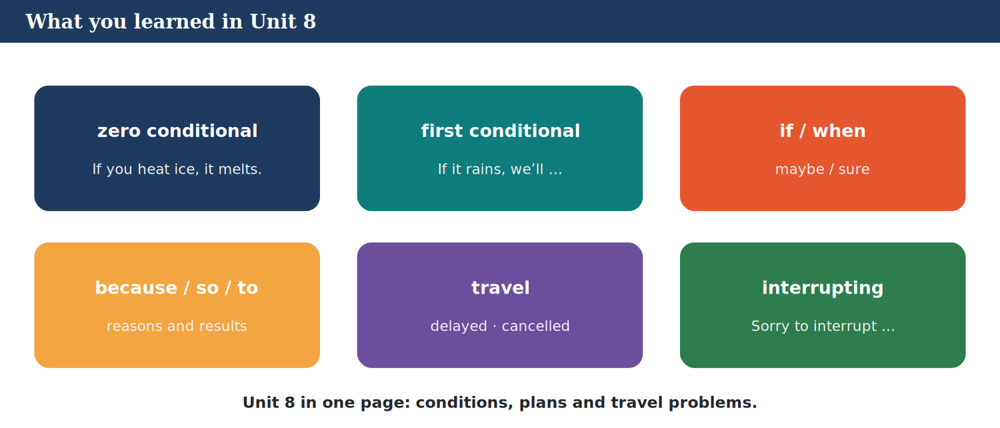 What you learned in Unit 8
zero conditional
If you heat ice, it melts.
first conditional
If it rains, we’ll …
if / when
maybe / sure
because / so / to
reasons and results
travel
delayed · cancelled
interrupting
Sorry to interrupt …
Unit 8 in one page: conditions, plans and travel problems.